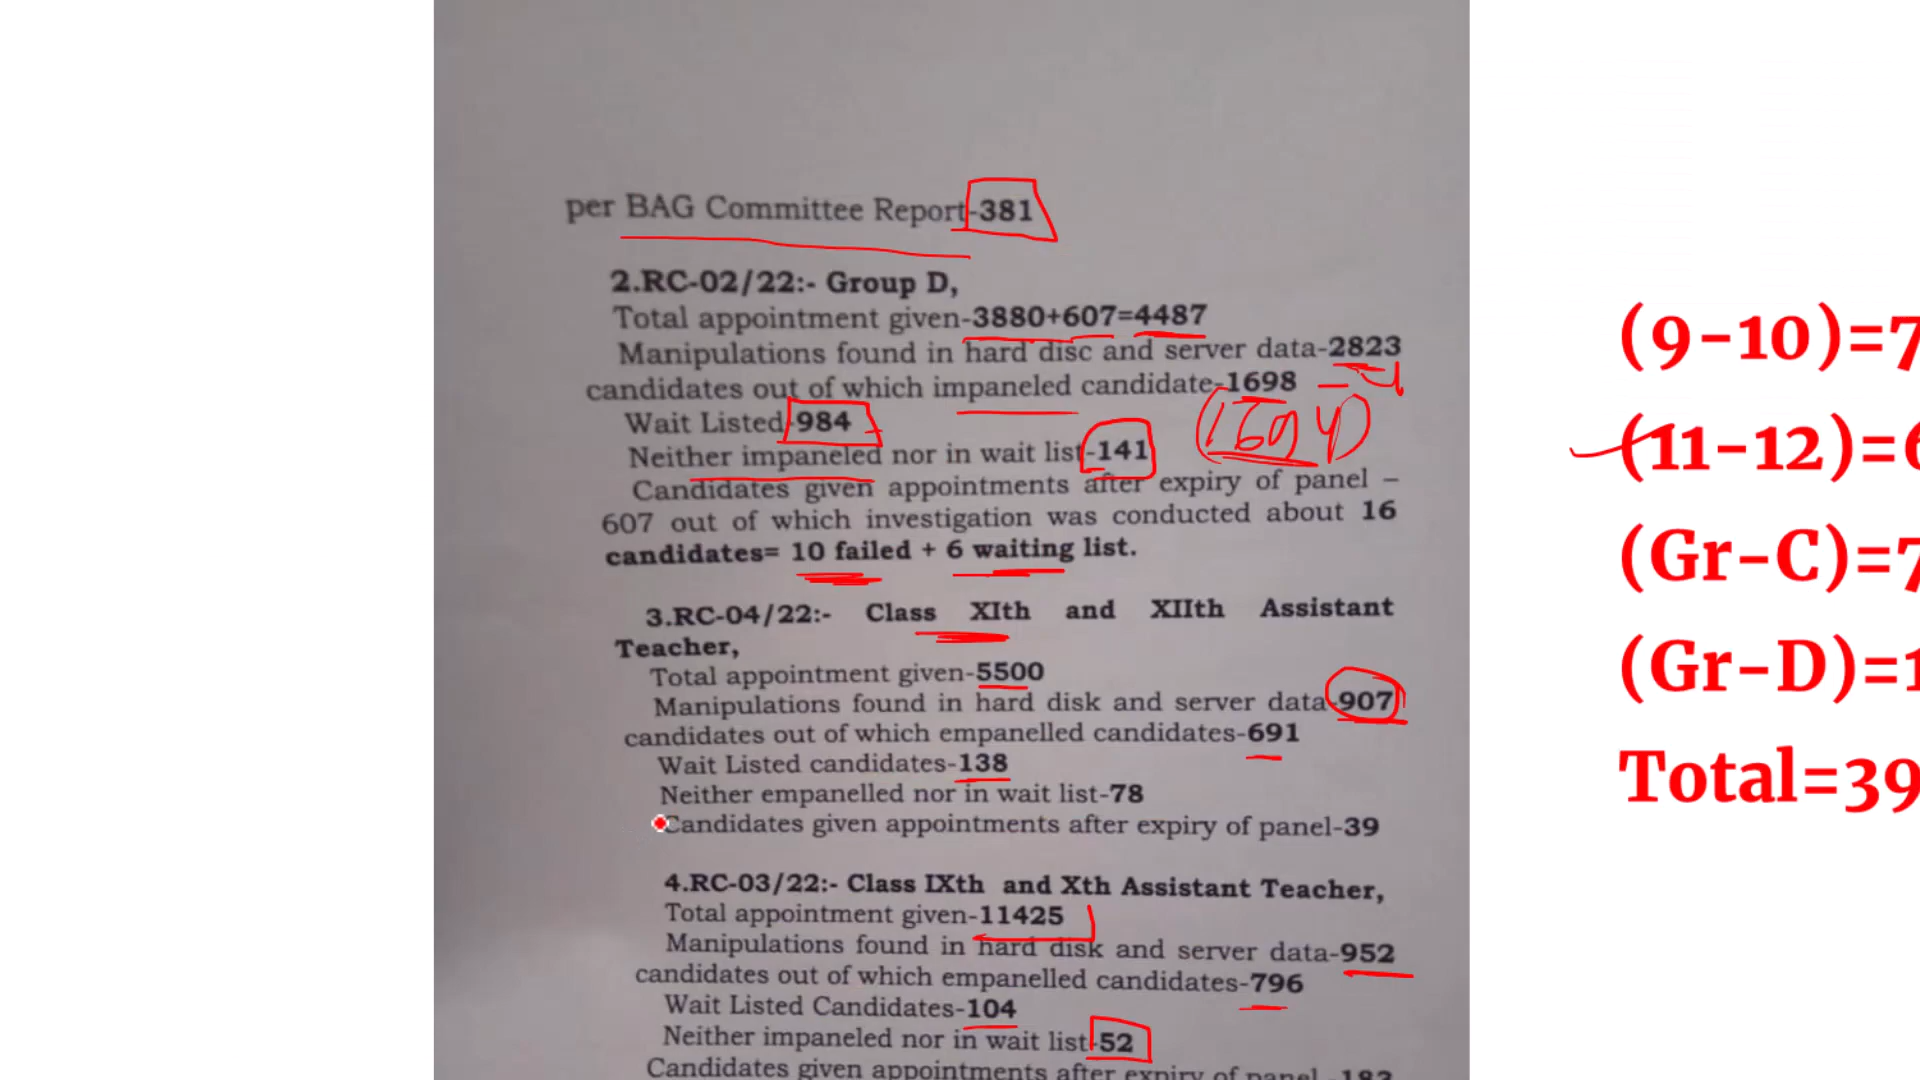 per BAG Committee Report-381
2.RC-02/22:- Group D,
Total appointment given-3880+607=4487
Manipulations found in hard disc and server data-2823
candidates out of which impaneled candidate-1698
Wait Listed-984
Neither impaneled nor in wait list-141
Candidates given appointments after expiry of panel –
607 out of which investigation was conducted about 16
candidates= 10 failed + 6 waiting list.
3.RC-04/22:- Class XIth and XIIth Assistant
Teacher,
Total appointment given-5500
Manipulations found in hard disk and server data-907
candidates out of which empanelled candidates-691
Wait Listed candidates-138
Neither empanelled nor in wait list-78
Candidates given appointments after expiry of panel-39
4.RC-03/22:- Class IXth and Xth Assistant Teacher,
Total appointment given-11425
Manipulations found in hard disk and server data-952
candidates out of which empanelled candidates-796
Wait Listed Candidates-104
Neither impaneled nor in wait list-52
Candidates given appointments after expiry of panel -183
(9-10)=7
(11-12)=6
(Gr-C)=7
(Gr-D)=1
Total=39